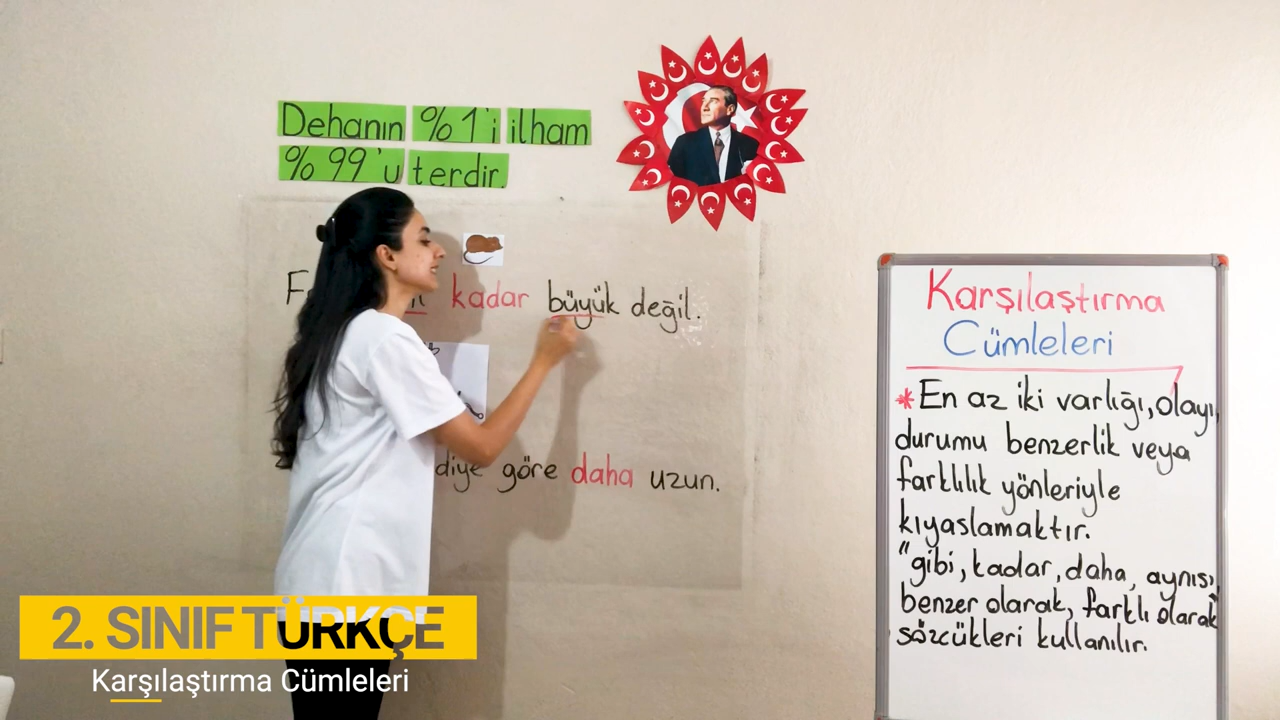 Dehanın %1'i ilham
%99'u terdir.
kadar büyük değil.
göre daha uzun.
Karşılaştırma
Cümleleri
* En az iki varlığı, olayı,
durumu benzerlik veya
farklılık yönleriyle
kıyaslamaktır.
"gibi, kadar, daha, aynısı,
benzer olarak, farklı olarak"
sözcükleri kullanılır.
2. SINIF TÜRKÇE
Karşılaştırma Cümleleri